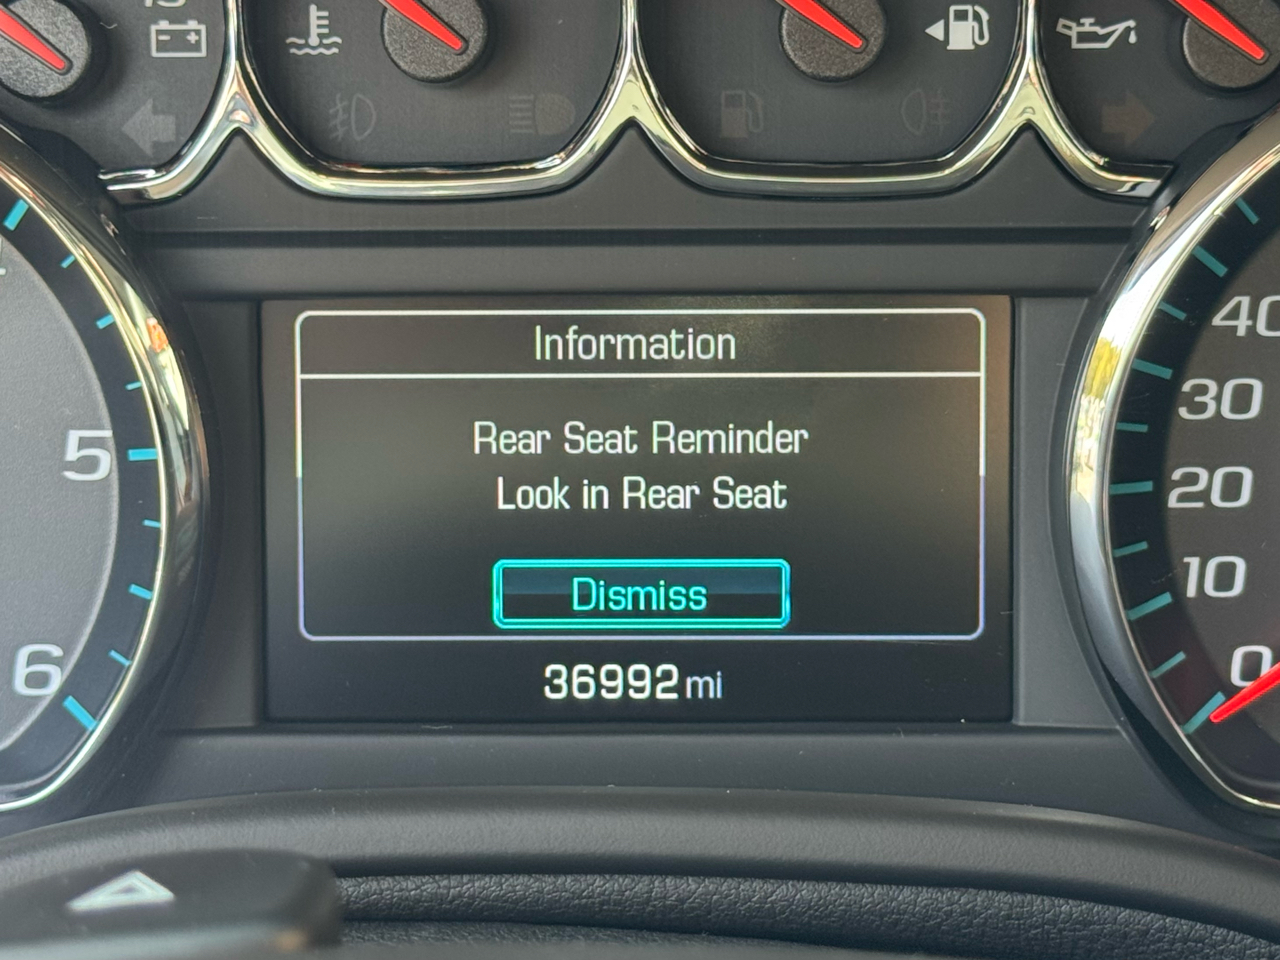 Information
Rear Seat Reminder
Look in Rear Seat
Dismiss
36992 mi
5
6
40
30
20
10
0